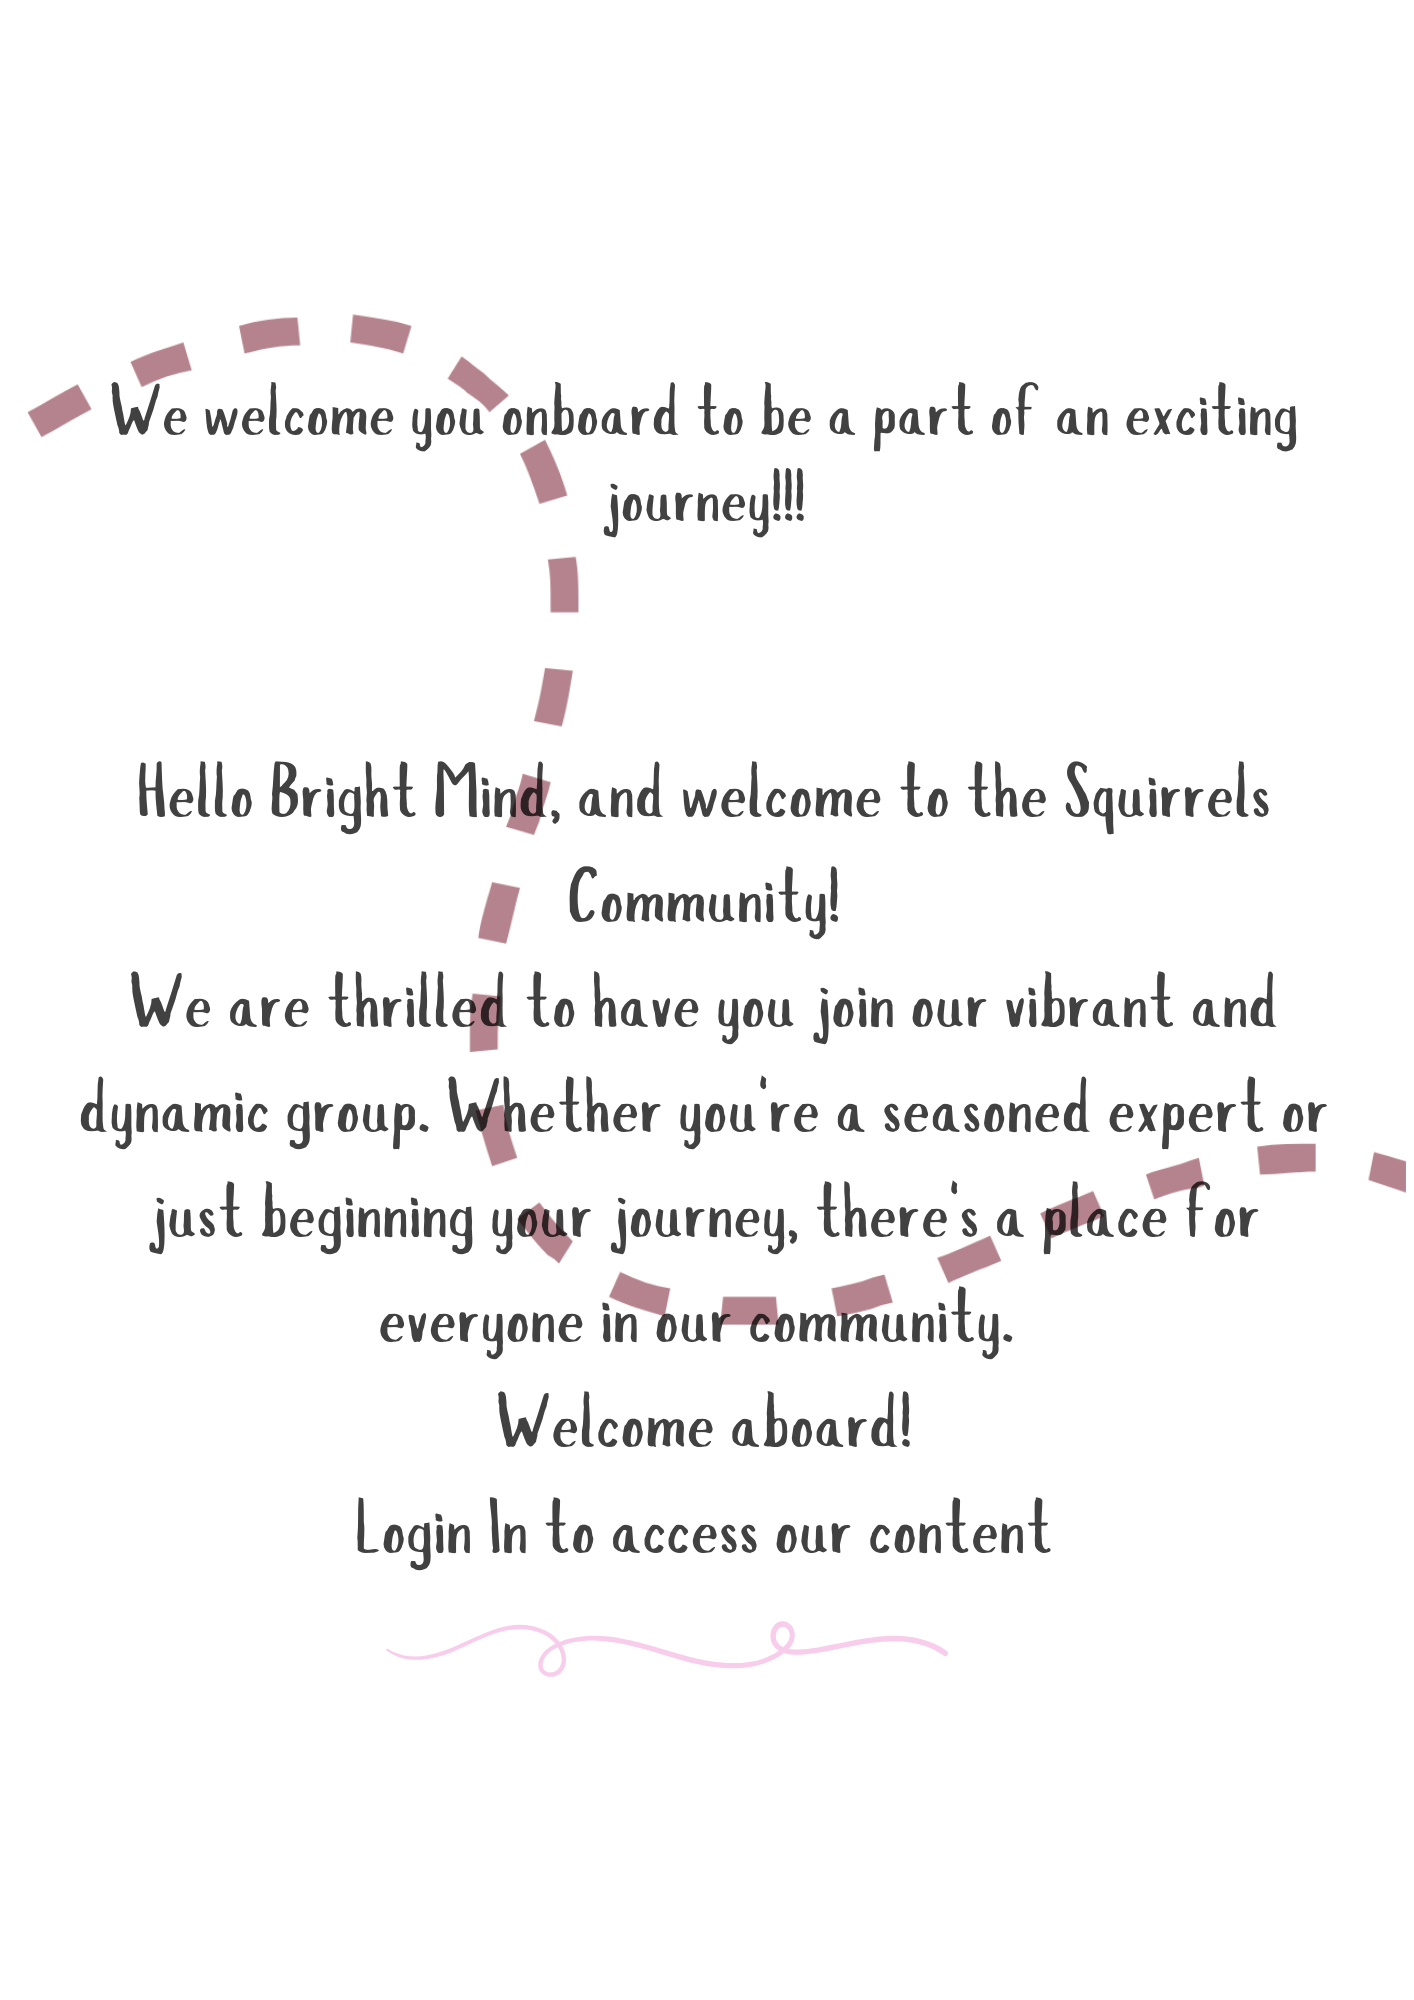 We welcome you onboard to be a part of an exciting
journey!!!
Hello Bright Mind, and welcome to the Squirrels
Community!
We are thrilled to have you join our vibrant and
dynamic group. Whether you're a seasoned expert or
just beginning your journey, there's a place for
everyone in our community.
Welcome aboard!
Login In to access our content